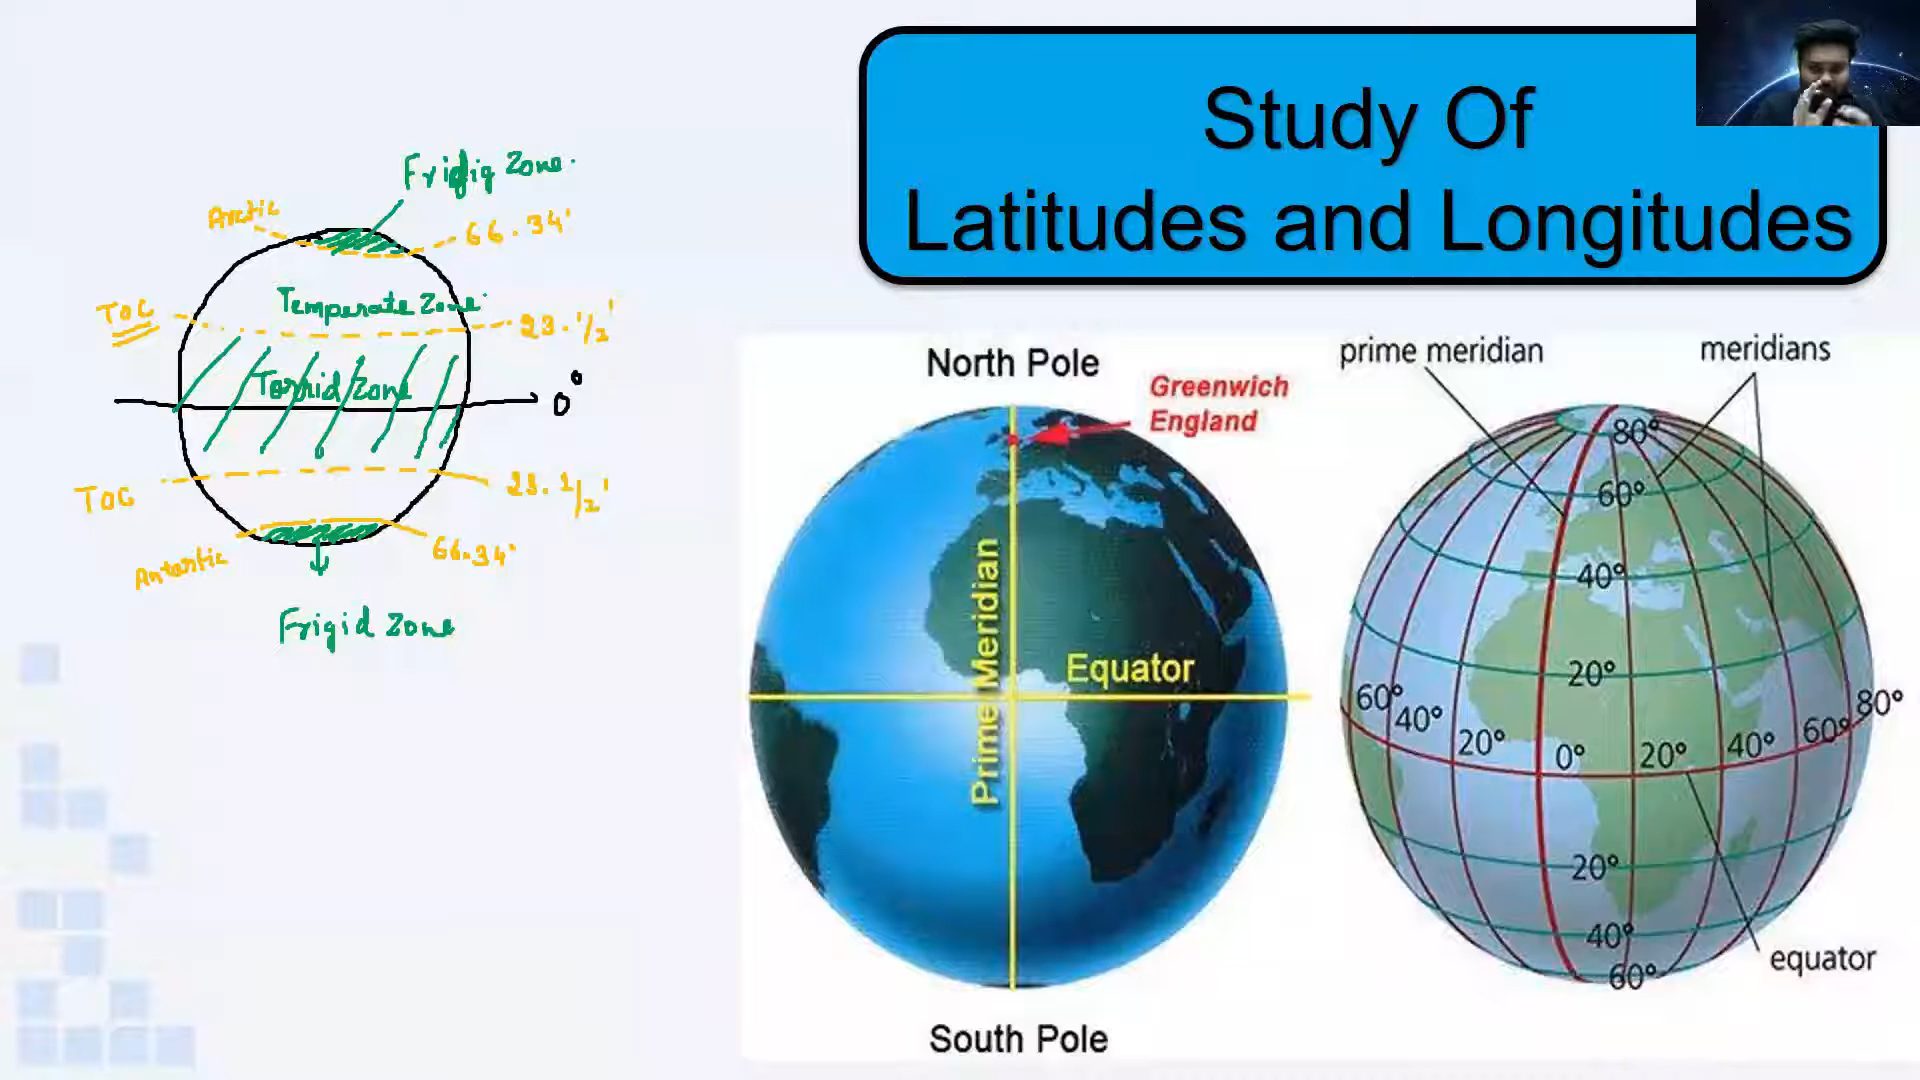 Study Of
Latitudes and Longitudes
Frigig Zone.
Arctic
66.34'
TOC
Temperate Zone.
23.1/2'
Torrid Zone
0°
TOC
23.1/2'
Antartic
66.34'
Frigid Zone
North Pole
Greenwich
England
Prime Meridian
Equator
South Pole
prime meridian
meridians
80°
60°
40°
20°
60°
40°
20°
0°
20°
40°
60°
80°
20°
40°
60°
equator